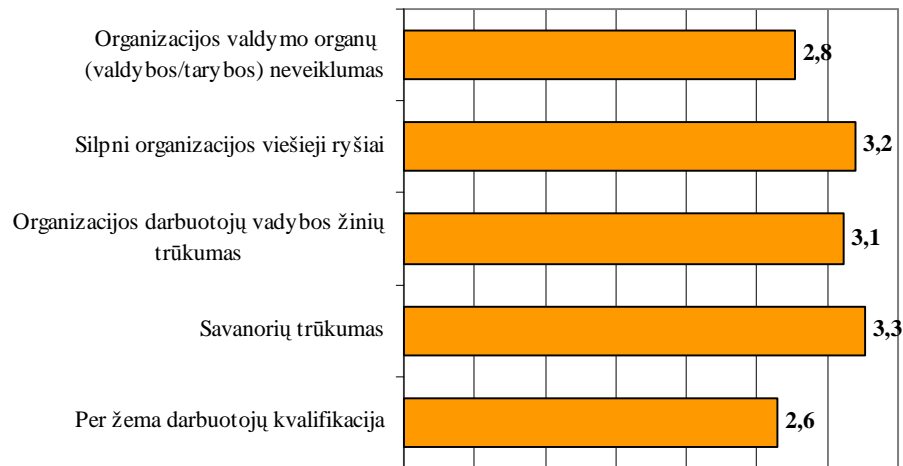 Organizacijos valdymo organų
(valdybos/tarybos) neveiklumas
2,8
Silpni organizacijos viešieji ryšiai
3,2
Organizacijos darbuotojų vadybos žinių
trūkumas
3,1
Savanorių trūkumas
3,3
Per žema darbuotojų kvalifikacija
2,6